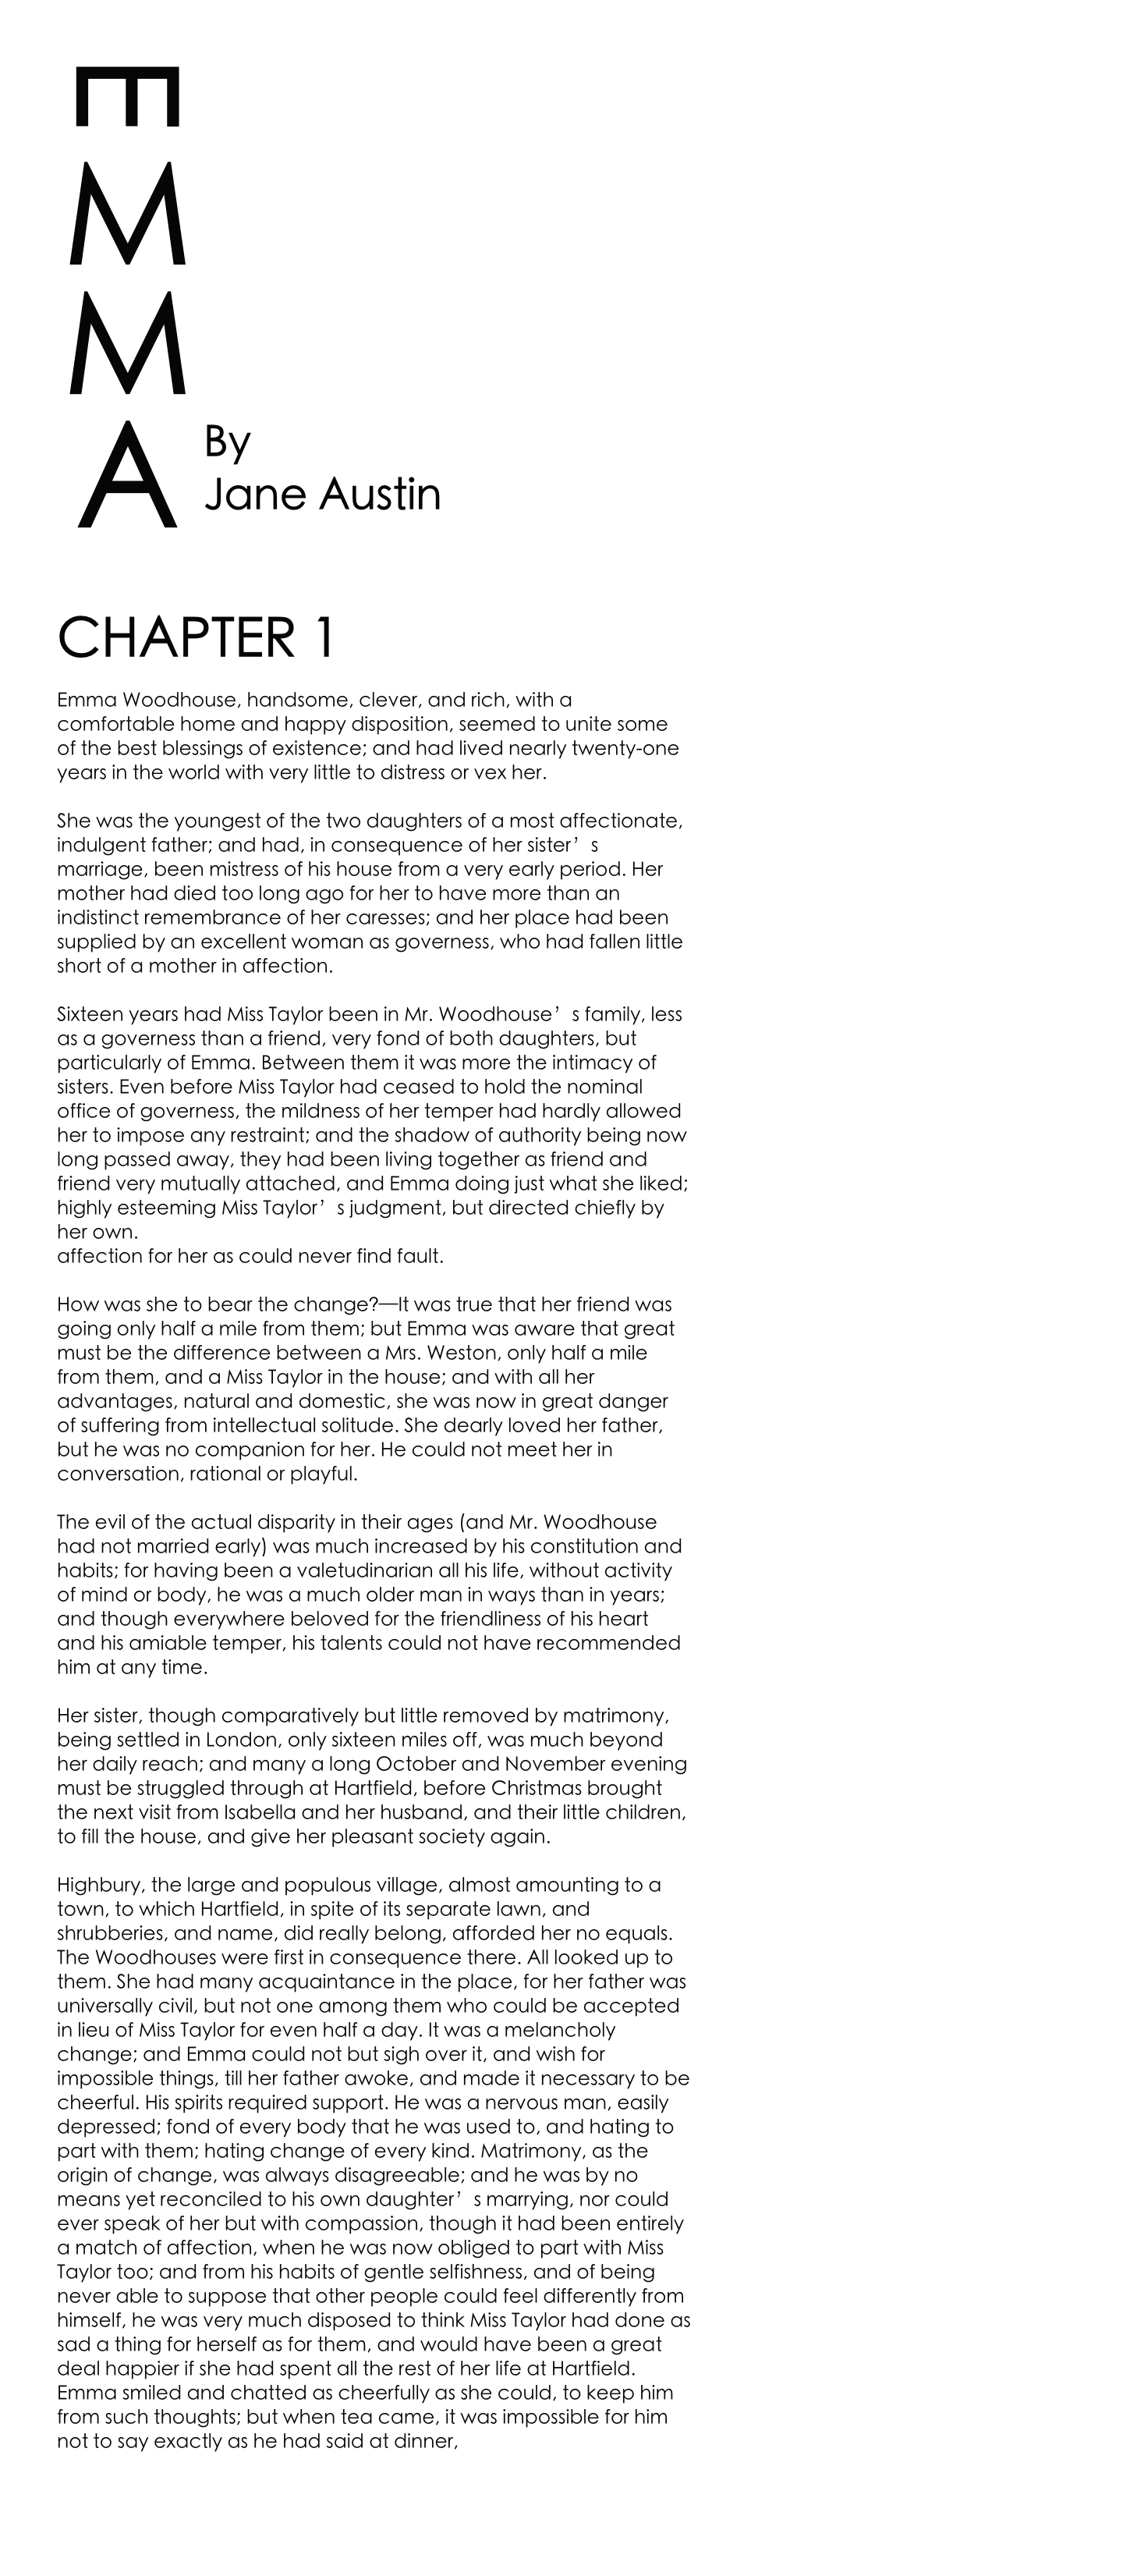 E
M
M
A
By
Jane Austin
CHAPTER 1
Emma Woodhouse, handsome, clever, and rich, with a
comfortable home and happy disposition, seemed to unite some
of the best blessings of existence; and had lived nearly twenty-one
years in the world with very little to distress or vex her.
She was the youngest of the two daughters of a most affectionate,
indulgent father; and had, in consequence of her sister’s
marriage, been mistress of his house from a very early period. Her
mother had died too long ago for her to have more than an
indistinct remembrance of her caresses; and her place had been
supplied by an excellent woman as governess, who had fallen little
short of a mother in affection.
Sixteen years had Miss Taylor been in Mr. Woodhouse’s family, less
as a governess than a friend, very fond of both daughters, but
particularly of Emma. Between them it was more the intimacy of
sisters. Even before Miss Taylor had ceased to hold the nominal
office of governess, the mildness of her temper had hardly allowed
her to impose any restraint; and the shadow of authority being now
long passed away, they had been living together as friend and
friend very mutually attached, and Emma doing just what she liked;
highly esteeming Miss Taylor’s judgment, but directed chiefly by
her own.
affection for her as could never find fault.
How was she to bear the change?—It was true that her friend was
going only half a mile from them; but Emma was aware that great
must be the difference between a Mrs. Weston, only half a mile
from them, and a Miss Taylor in the house; and with all her
advantages, natural and domestic, she was now in great danger
of suffering from intellectual solitude. She dearly loved her father,
but he was no companion for her. He could not meet her in
conversation, rational or playful.
The evil of the actual disparity in their ages (and Mr. Woodhouse
had not married early) was much increased by his constitution and
habits; for having been a valetudinarian all his life, without activity
of mind or body, he was a much older man in ways than in years;
and though everywhere beloved for the friendliness of his heart
and his amiable temper, his talents could not have recommended
him at any time.
Her sister, though comparatively but little removed by matrimony,
being settled in London, only sixteen miles off, was much beyond
her daily reach; and many a long October and November evening
must be struggled through at Hartfield, before Christmas brought
the next visit from Isabella and her husband, and their little children,
to fill the house, and give her pleasant society again.
Highbury, the large and populous village, almost amounting to a
town, to which Hartfield, in spite of its separate lawn, and
shrubberies, and name, did really belong, afforded her no equals.
The Woodhouses were first in consequence there. All looked up to
them. She had many acquaintance in the place, for her father was
universally civil, but not one among them who could be accepted
in lieu of Miss Taylor for even half a day. It was a melancholy
change; and Emma could not but sigh over it, and wish for
impossible things, till her father awoke, and made it necessary to be
cheerful. His spirits required support. He was a nervous man, easily
depressed; fond of every body that he was used to, and hating to
part with them; hating change of every kind. Matrimony, as the
origin of change, was always disagreeable; and he was by no
means yet reconciled to his own daughter’s marrying, nor could
ever speak of her but with compassion, though it had been entirely
a match of affection, when he was now obliged to part with Miss
Taylor too; and from his habits of gentle selfishness, and of being
never able to suppose that other people could feel differently from
himself, he was very much disposed to think Miss Taylor had done as
sad a thing for herself as for them, and would have been a great
deal happier if she had spent all the rest of her life at Hartfield.
Emma smiled and chatted as cheerfully as she could, to keep him
from such thoughts; but when tea came, it was impossible for him
not to say exactly as he had said at dinner,